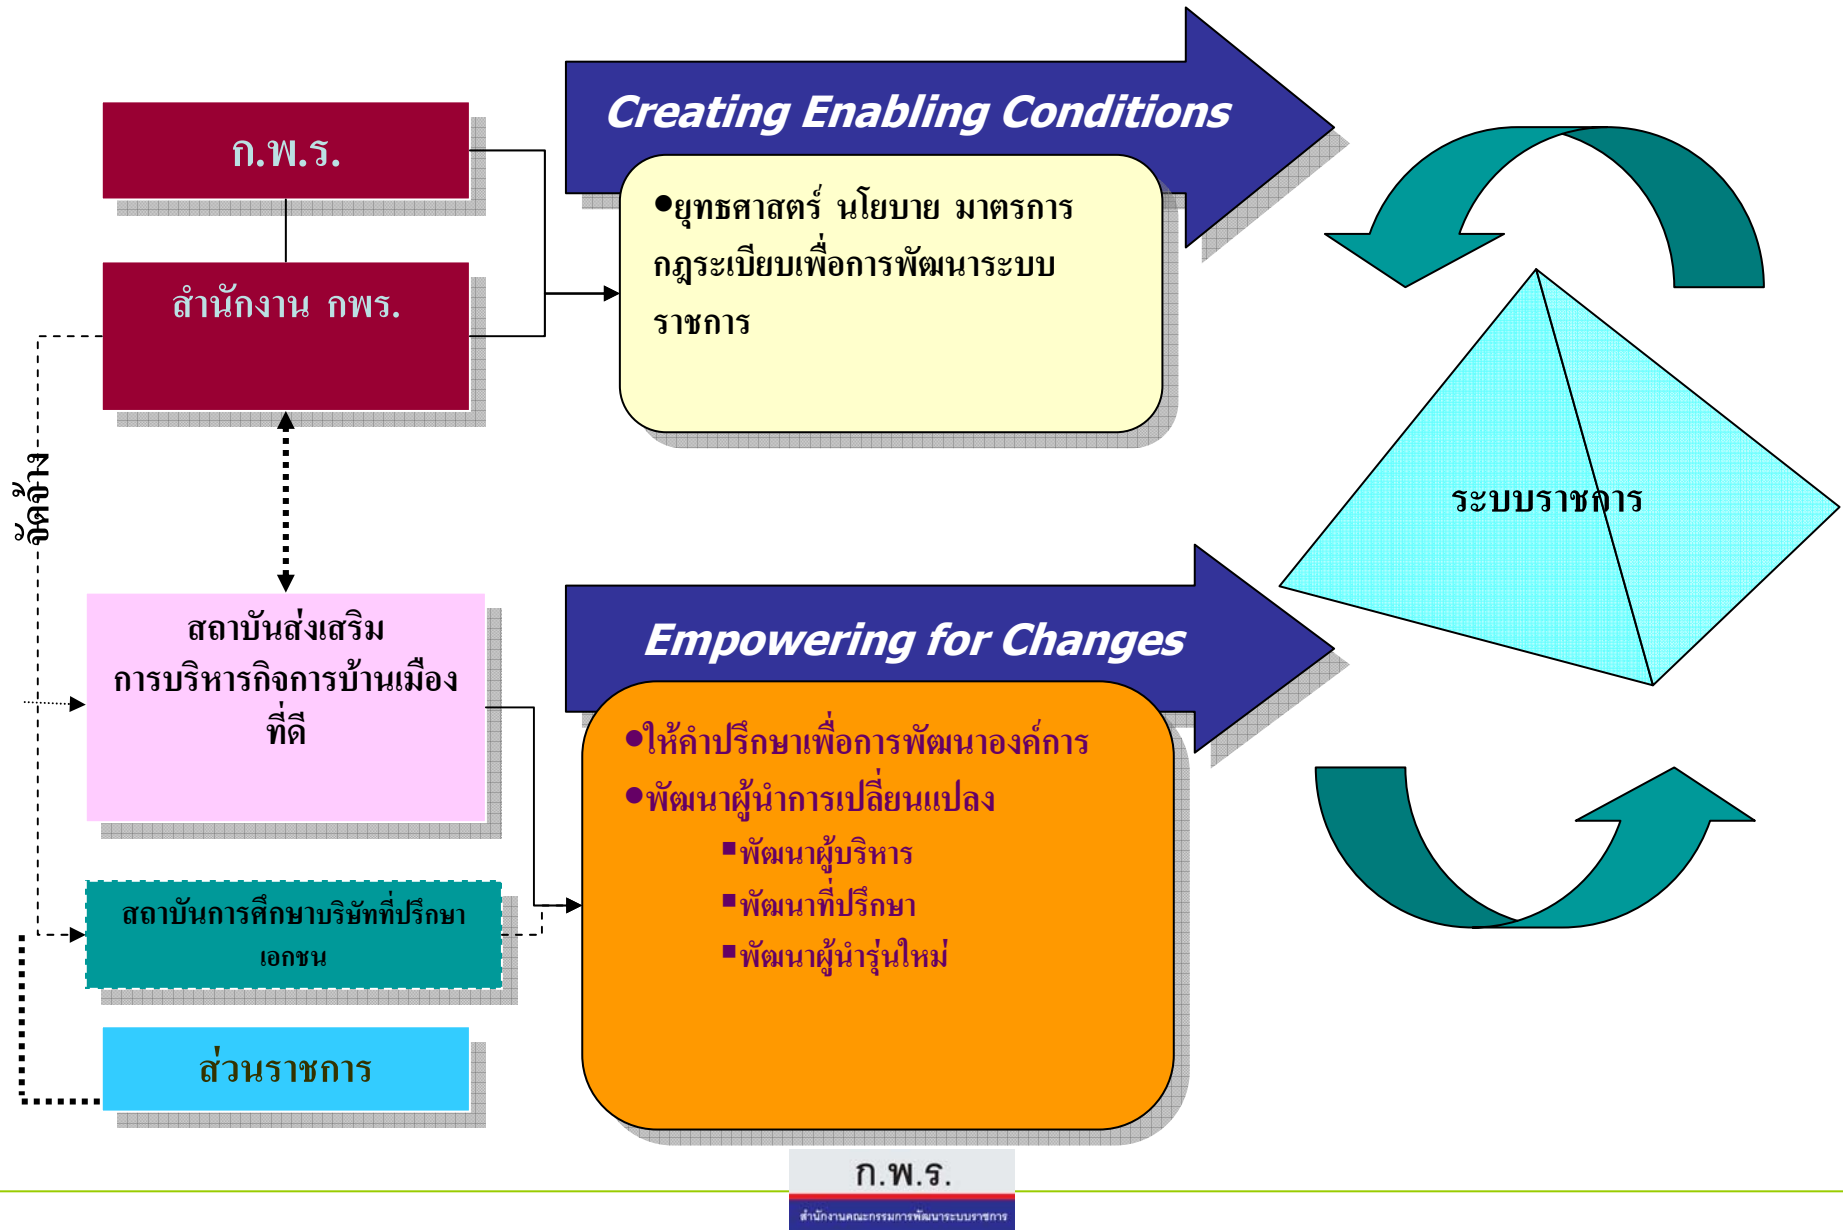 ก.พ.ร.
สำนักงาน กพร.
จัดจ้าง
สถาบันส่งเสริม
การบริหารกิจการบ้านเมือง
ที่ดี
สถาบันการศึกษาบริษัทที่ปรึกษา
เอกชน
ส่วนราชการ
Creating Enabling Conditions
•ยุทธศาสตร์ นโยบาย มาตรการ
กฎระเบียบเพื่อการพัฒนาระบบ
ราชการ
Empowering for Changes
•ให้คำปรึกษาเพื่อการพัฒนาองค์การ
•พัฒนาผู้นำการเปลี่ยนแปลง
▪พัฒนาผู้บริหาร
▪พัฒนาที่ปรึกษา
▪พัฒนาผู้นำรุ่นใหม่
ระบบราชการ
ก.พ.ร.
สำนักงานคณะกรรมการพัฒนาระบบราชการ